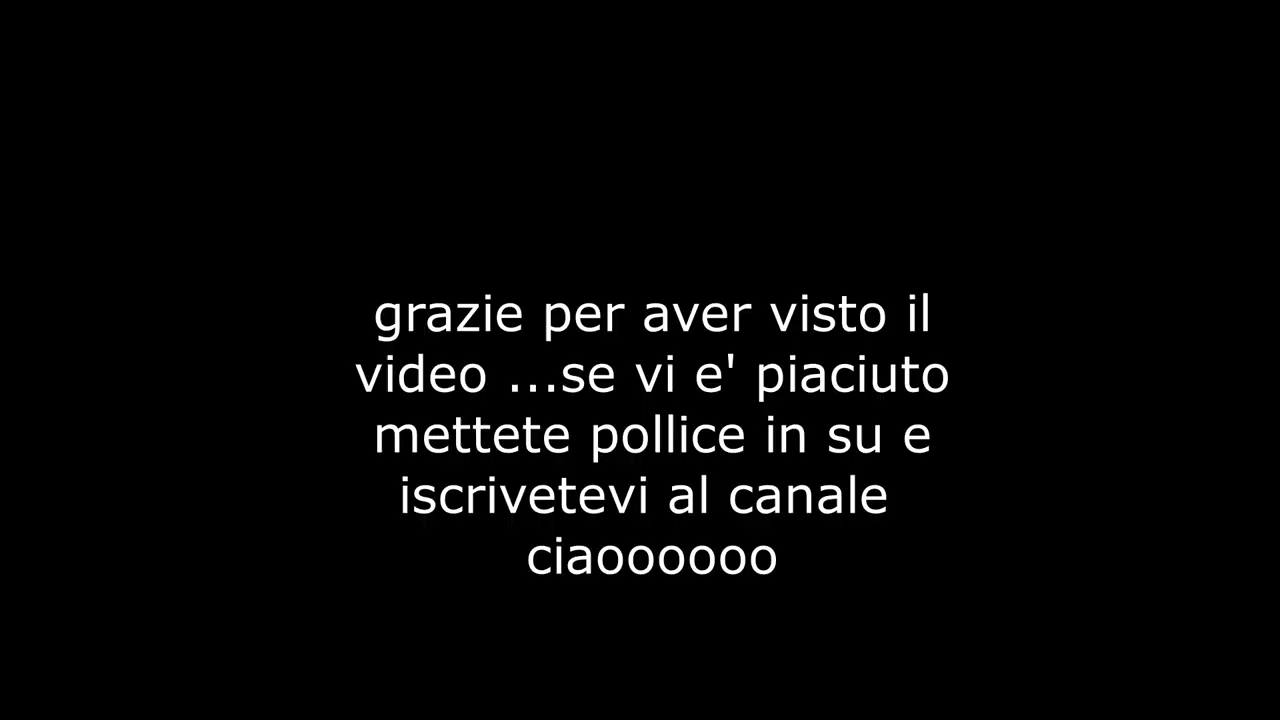 grazie per aver visto il
video ...se vi e' piaciuto
mettete pollice in su e
iscrivetevi al canale
ciaoooooo